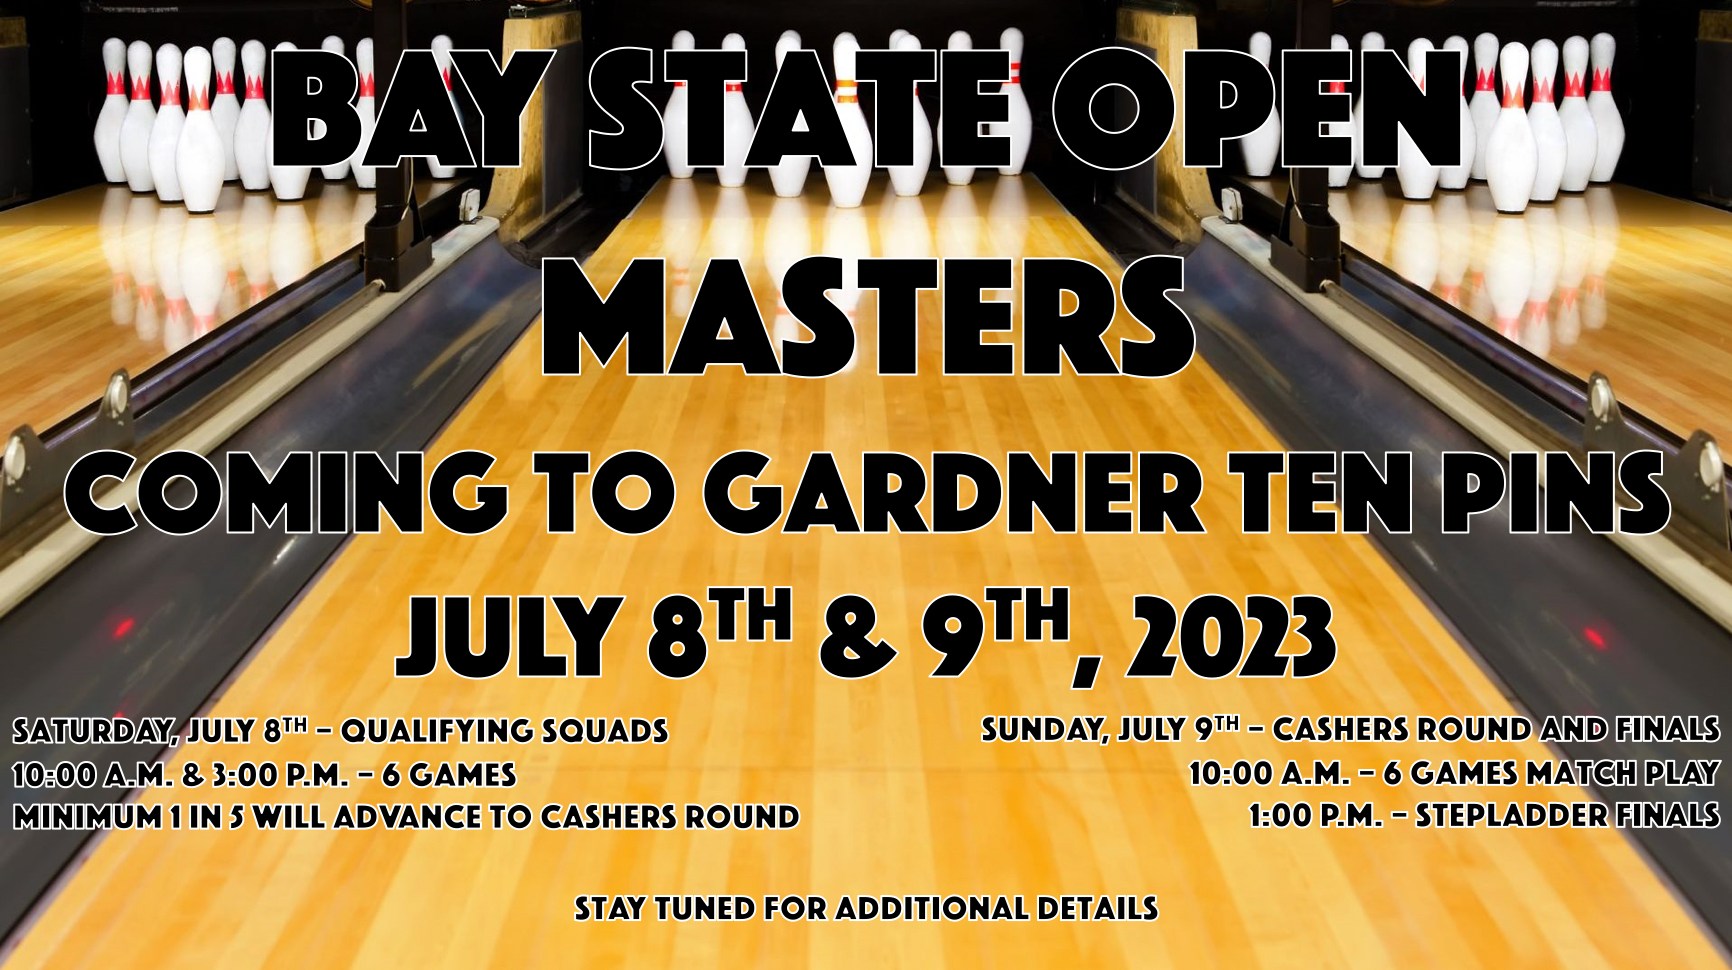 BAY STATE OPEN
MASTERS
COMING TO GARDNER TEN PINS
JULY 8TH & 9TH, 2023
SATURDAY, JULY 8TH – QUALIFYING SQUADS
10:00 A.M. & 3:00 P.M. – 6 GAMES
MINIMUM 1 IN 5 WILL ADVANCE TO CASHERS ROUND
SUNDAY, JULY 9TH – CASHERS ROUND AND FINALS
10:00 A.M. – 6 GAMES MATCH PLAY
1:00 P.M. – STEPLADDER FINALS
STAY TUNED FOR ADDITIONAL DETAILS